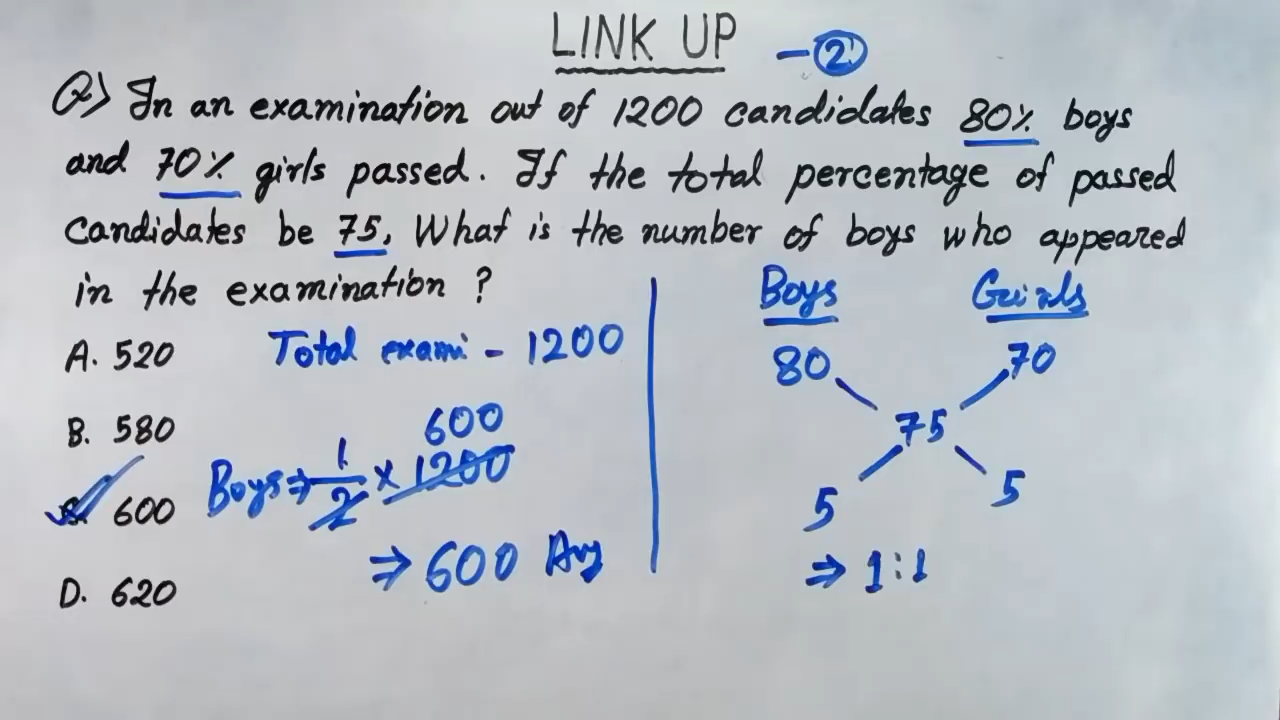 LINK UP - 2
Q> In an examination out of 1200 candidates 80% boys
and 70% girls passed. If the total percentage of passed
candidates be 75, What is the number of boys who appeared
in the examination ?
A. 520
B. 580
C. 600
D. 620
Total exami - 1200
600
Boys ⇒ 1/2 × 1200
⇒ 600 Ans
Boys Girls
80 70
75
5 5
⇒ 1:1